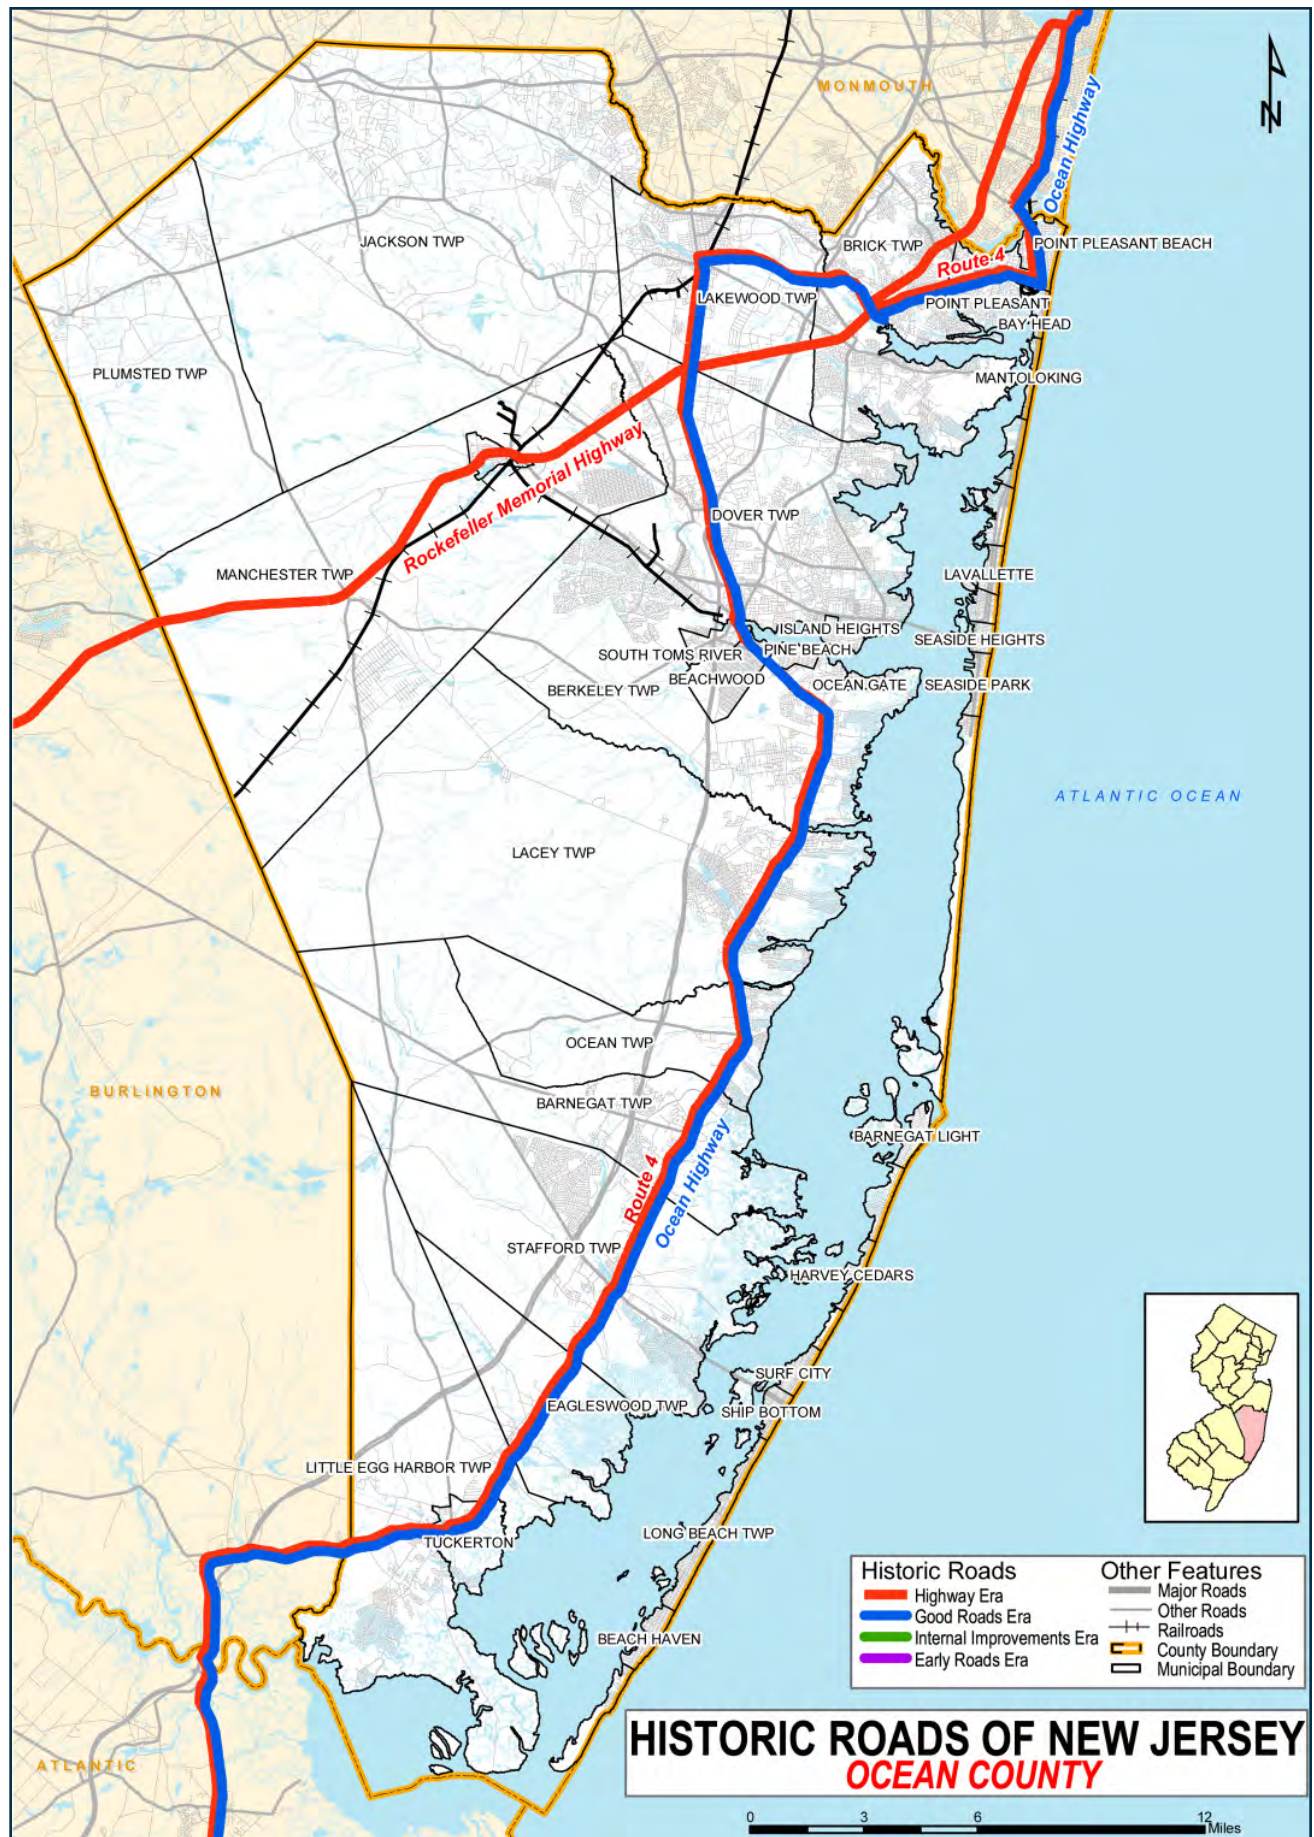 MONMOUTH
N
Ocean Highway
JACKSON TWP
BRICK TWP
POINT PLEASANT BEACH
Route 4
LAKEWOOD TWP
POINT PLEASANT
BAY HEAD
PLUMSTED TWP
MANTOLOKING
Rockefeller Memorial Highway
DOVER TWP
MANCHESTER TWP
LAVALLETTE
ISLAND HEIGHTS
SEASIDE HEIGHTS
SOUTH TOMS RIVER
PINE BEACH
BEACHWOOD
BERKELEY TWP
OCEAN GATE
SEASIDE PARK
ATLANTIC OCEAN
LACEY TWP
OCEAN TWP
BURLINGTON
BARNEGAT TWP
BARNEGAT LIGHT
Route 4
Ocean Highway
STAFFORD TWP
HARVEY CEDARS
SURF CITY
EAGLESWOOD TWP
SHIP BOTTOM
LITTLE EGG HARBOR TWP
TUCKERTON
LONG BEACH TWP
BEACH HAVEN
ATLANTIC
Historic Roads
Highway Era
Good Roads Era
Internal Improvements Era
Early Roads Era
Other Features
Major Roads
Other Roads
Railroads
County Boundary
Municipal Boundary
HISTORIC ROADS OF NEW JERSEY
OCEAN COUNTY
0 3 6 12
Miles